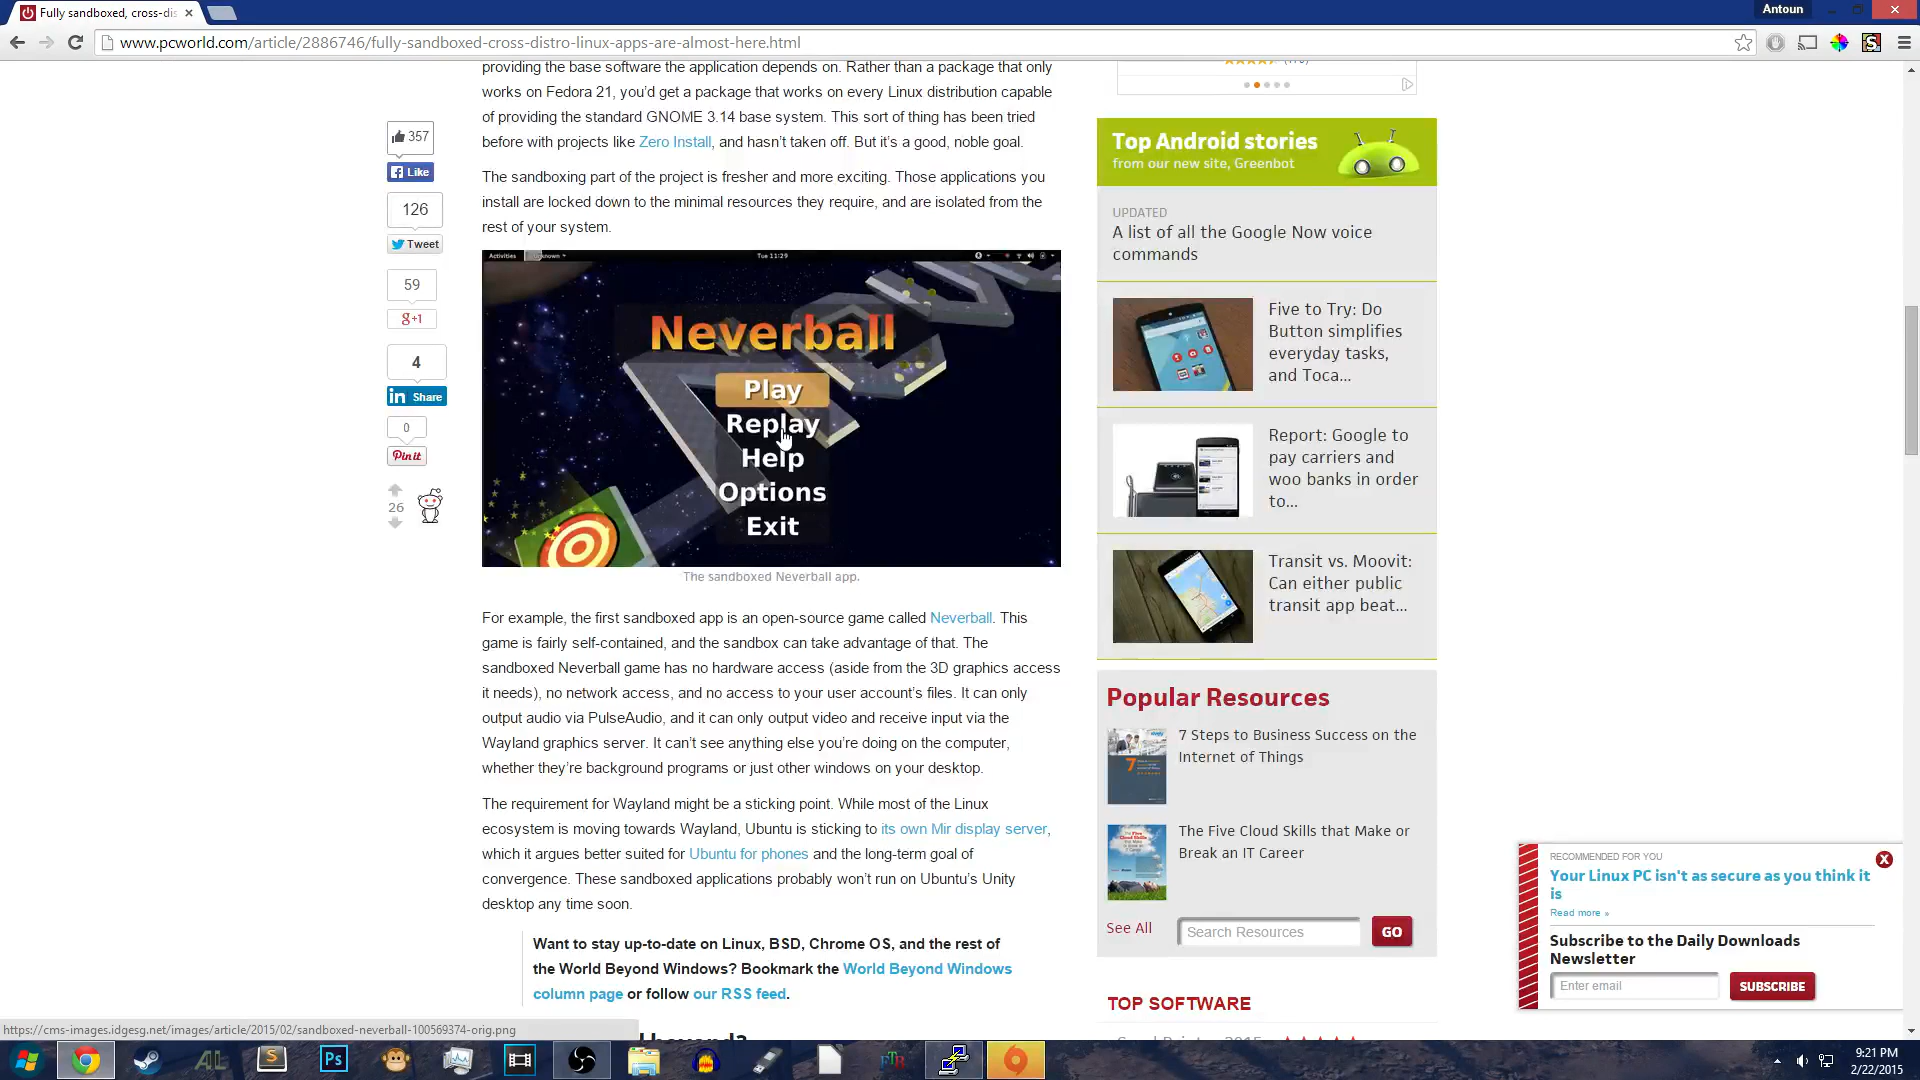 Fully sandboxed, cross-dis
Antoun
www.pcworld.com/article/2886746/fully-sandboxed-cross-distro-linux-apps-are-almost-here.html
providing the base software the application depends on. Rather than a package that only
works on Fedora 21, you'd get a package that works on every Linux distribution capable
of providing the standard GNOME 3.14 base system. This sort of thing has been tried
before with projects like Zero Install, and hasn't taken off. But it's a good, noble goal.
The sandboxing part of the project is fresher and more exciting. Those applications you
install are locked down to the minimal resources they require, and are isolated from the
rest of your system.
357
Like
126
Tweet
59
g+1
4
in Share
0
Pin it
26
Activities
Tue 11:29
Neverball
Play
Replay
Help
Options
Exit
The sandboxed Neverball app.
For example, the first sandboxed app is an open-source game called Neverball. This
game is fairly self-contained, and the sandbox can take advantage of that. The
sandboxed Neverball game has no hardware access (aside from the 3D graphics access
it needs), no network access, and no access to your user account's files. It can only
output audio via PulseAudio, and it can only output video and receive input via the
Wayland graphics server. It can't see anything else you're doing on the computer,
whether they're background programs or just other windows on your desktop.
The requirement for Wayland might be a sticking point. While most of the Linux
ecosystem is moving towards Wayland, Ubuntu is sticking to its own Mir display server,
which it argues better suited for Ubuntu for phones and the long-term goal of
convergence. These sandboxed applications probably won't run on Ubuntu's Unity
desktop any time soon.
Want to stay up-to-date on Linux, BSD, Chrome OS, and the rest of
the World Beyond Windows? Bookmark the World Beyond Windows
column page or follow our RSS feed.
Top Android stories
from our new site, Greenbot
UPDATED
A list of all the Google Now voice
commands
Five to Try: Do
Button simplifies
everyday tasks,
and Toca...
Report: Google to
pay carriers and
woo banks in order
to...
Transit vs. Moovit:
Can either public
transit app beat...
Popular Resources
7 Steps to Business Success on the
Internet of Things
The Five Cloud Skills that Make or
Break an IT Career
See All
Search Resources
GO
TOP SOFTWARE
RECOMMENDED FOR YOU
Your Linux PC isn't as secure as you think it
is
Read more »
Subscribe to the Daily Downloads
Newsletter
Enter email
SUBSCRIBE
https://cms-images.idgesg.net/images/article/2015/02/sandboxed-neverball-100569374-orig.png
AL
S
Ps
FTB
9:21 PM
2/22/2015